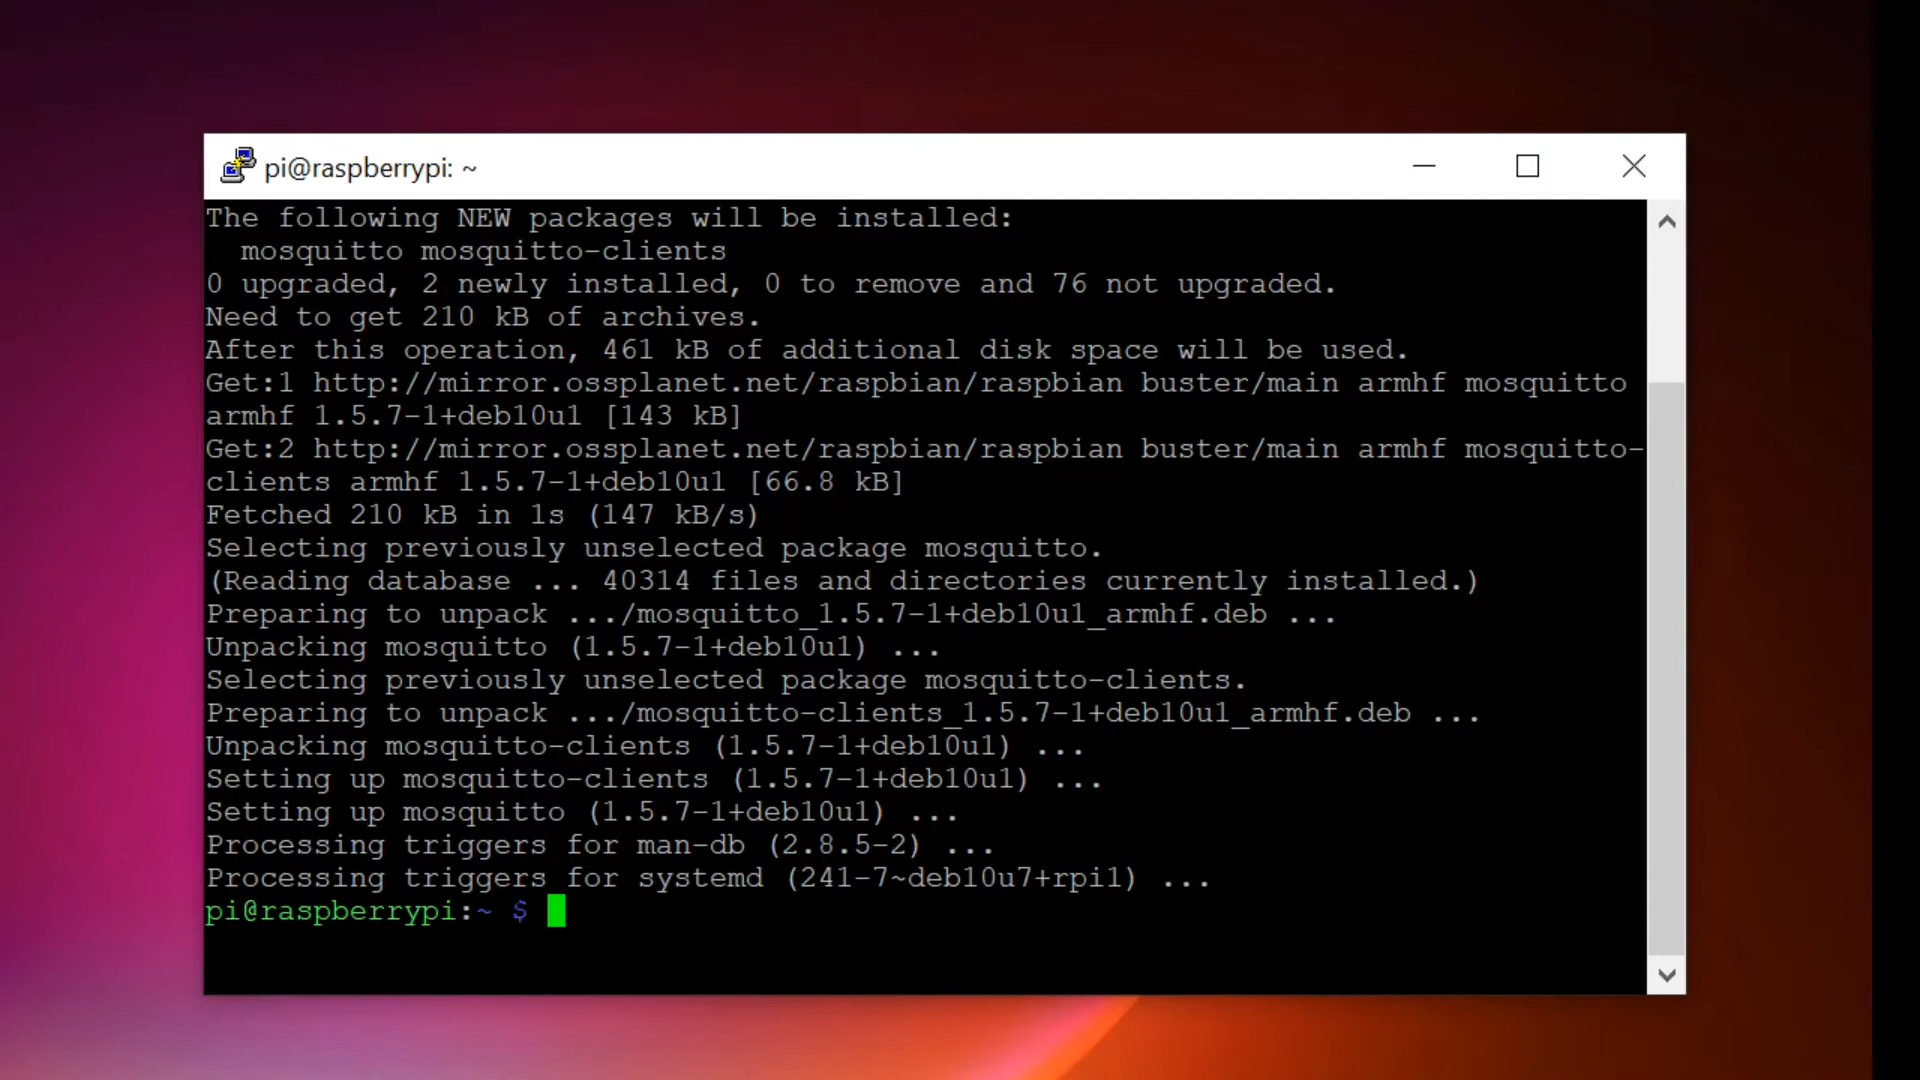 pi@raspberrypi: ~
The following NEW packages will be installed:
  mosquitto mosquitto-clients
0 upgraded, 2 newly installed, 0 to remove and 76 not upgraded.
Need to get 210 kB of archives.
After this operation, 461 kB of additional disk space will be used.
Get:1 http://mirror.ossplanet.net/raspbian/raspbian buster/main armhf mosquitto
armhf 1.5.7-1+deb10u1 [143 kB]
Get:2 http://mirror.ossplanet.net/raspbian/raspbian buster/main armhf mosquitto-
clients armhf 1.5.7-1+deb10u1 [66.8 kB]
Fetched 210 kB in 1s (147 kB/s)
Selecting previously unselected package mosquitto.
(Reading database ... 40314 files and directories currently installed.)
Preparing to unpack .../mosquitto_1.5.7-1+deb10u1_armhf.deb ...
Unpacking mosquitto (1.5.7-1+deb10u1) ...
Selecting previously unselected package mosquitto-clients.
Preparing to unpack .../mosquitto-clients_1.5.7-1+deb10u1_armhf.deb ...
Unpacking mosquitto-clients (1.5.7-1+deb10u1) ...
Setting up mosquitto-clients (1.5.7-1+deb10u1) ...
Setting up mosquitto (1.5.7-1+deb10u1) ...
Processing triggers for man-db (2.8.5-2) ...
Processing triggers for systemd (241-7~deb10u7+rpi1) ...
pi@raspberrypi:~ $